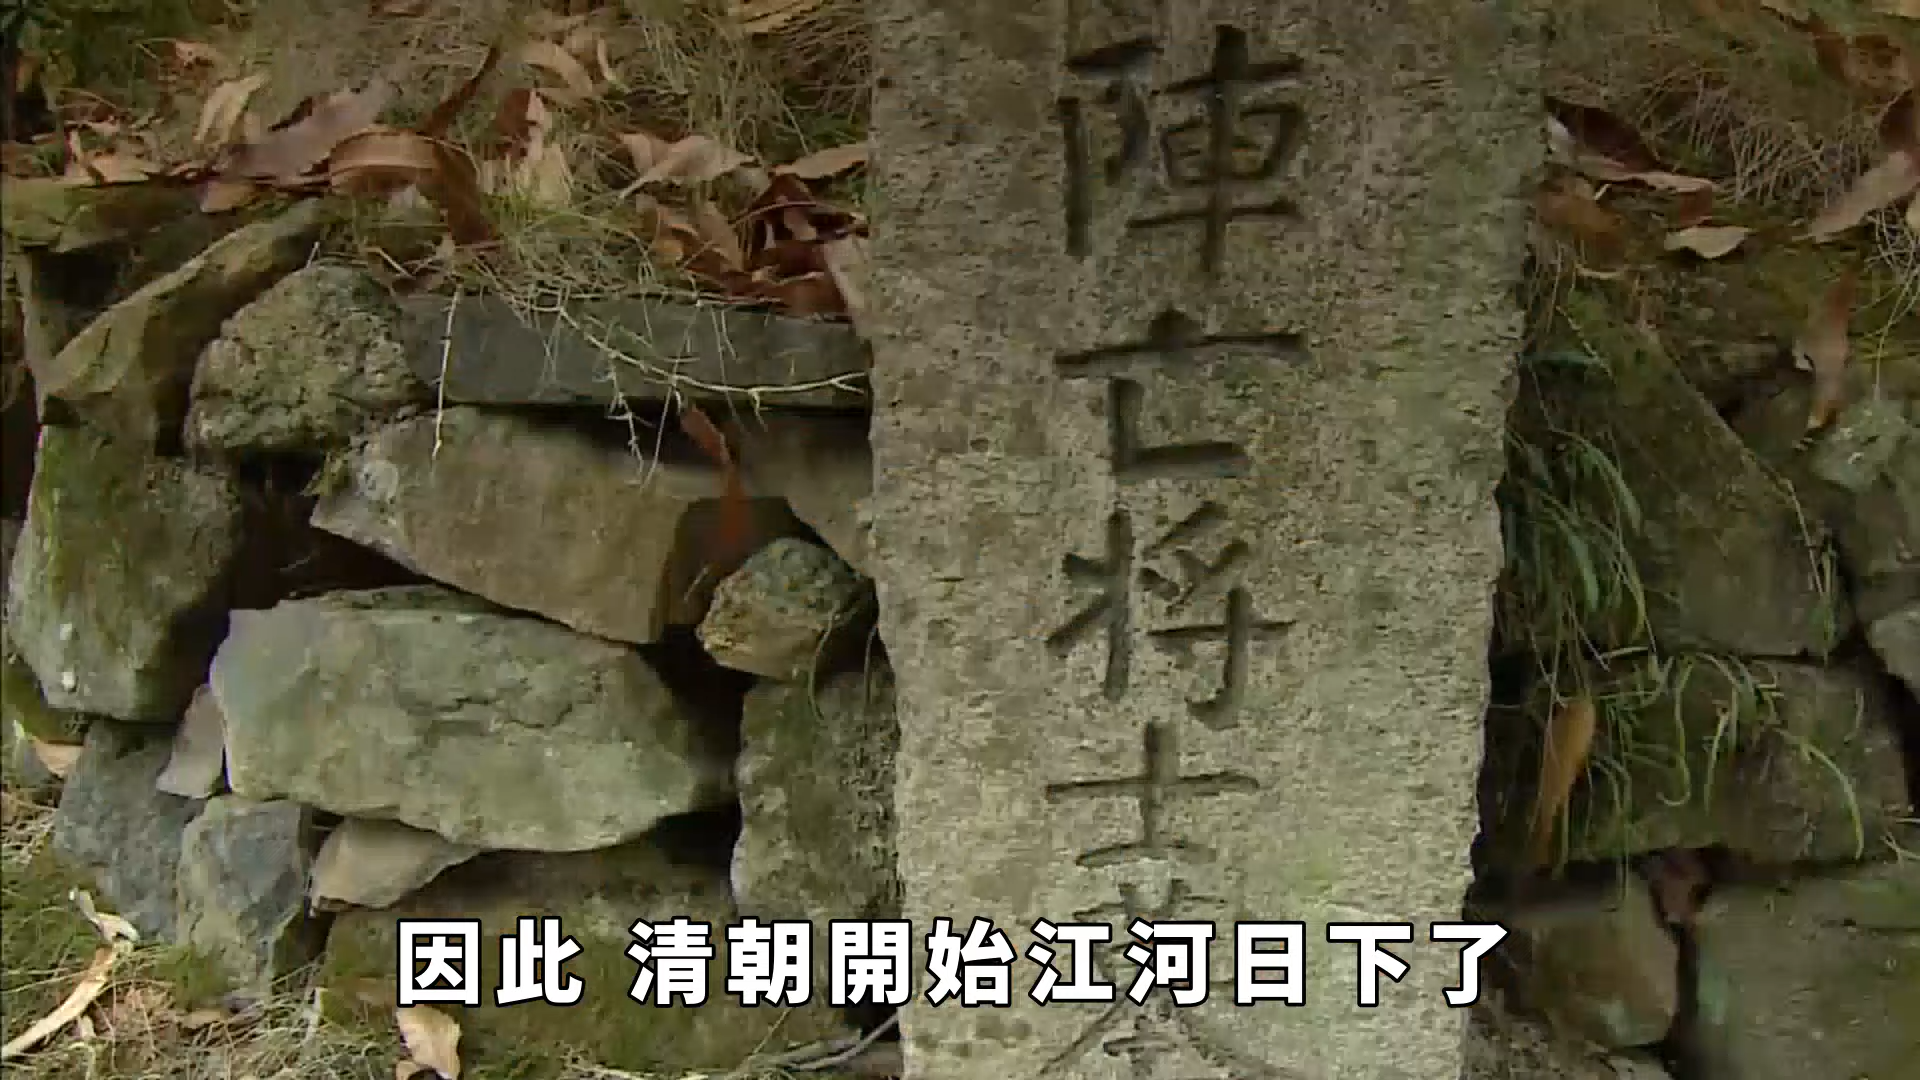 陣亡将士
因此 清朝開始江河日下了